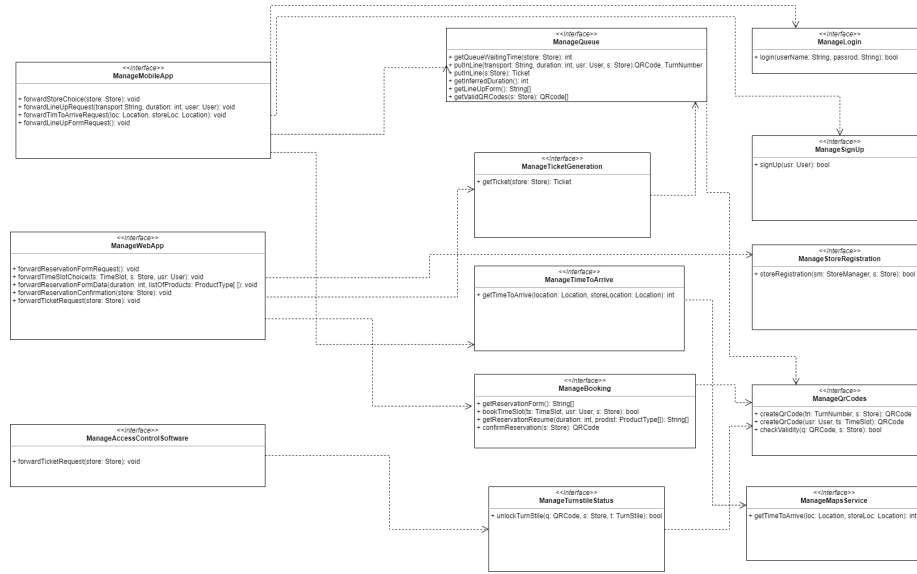 <<interface>>
ManageMobileApp
+ forwardStoreChoice(store: Store): void
+ forwardLineUpRequest(transport:String, duration: int, user: User): void
+ forwardTimToArriveRequest(loc: Location, storeLoc: Location): void
+ forwardLineUpFormRequest(): void
<<interface>>
ManageWebApp
+ forwardReservationFormRequest(): void
+ forwardTimeSlotChoice(ts: TimeSlot, s: Store, usr: User): void
+ forwardReservationFormData(duration: int, listOfProducts: ProductType[ ]): void
+ forwardReservationConfirmation(store: Store): void
+ forwardTicketRequest(store: Store): void
<<interface>>
ManageAccessControlSoftware
+ forwardTicketRequest(store: Store): void
<<interface>>
ManageQueue
+ getQueueWaitingTime(store: Store): int
+ putInLine(transport: String, duration: int, usr: User, s: Store):QRCode, TurnNumber
+ putInLine(s:Store): Ticket
+ getInferredDuration(): int
+ getLineUpForm(): String[]
+ getValidQRCodes(s: Store): QRcode[]
<<interface>>
ManageTicketGeneration
+ getTicket(store: Store): Ticket
<<interface>>
ManageTimeToArrive
+ getTimeToArrive(location: Location, storeLocation: Location): int
<<interface>>
ManageBooking
+ getReservationForm(): String[]
+ bookTimeSlot(ts: TimeSlot, usr: User, s: Store): bool
+ getReservationResume(duration: int, prodlst: ProductType[]): String[]
+ confirmReservation(s: Store): QRCode
<<interface>>
ManageTurnstileStatus
+ unlockTurnStile(q: QRCode, s: Store, t: TurnStile): bool
<<interface>>
ManageLogin
+ login(userName: String, passrod: String): bool
<<interface>>
ManageSignUp
+ signUp(usr. User): bool
<<interface>>
ManageStoreRegistration
+ storeRegistration(sm: StoreManager, s: Store): bool
<<interface>>
ManageQrCodes
+ createQrCode(tn: TurnNumber, s: Store): QRCode
+ createQrCode(usr: User, ts: TimeSlot): QRCode
+ checkValidity(q: QRCode, s: Store): bool
<<interface>>
ManageMapsService
+ getTimeToArrive(loc: Location, storeLoc: Location): int